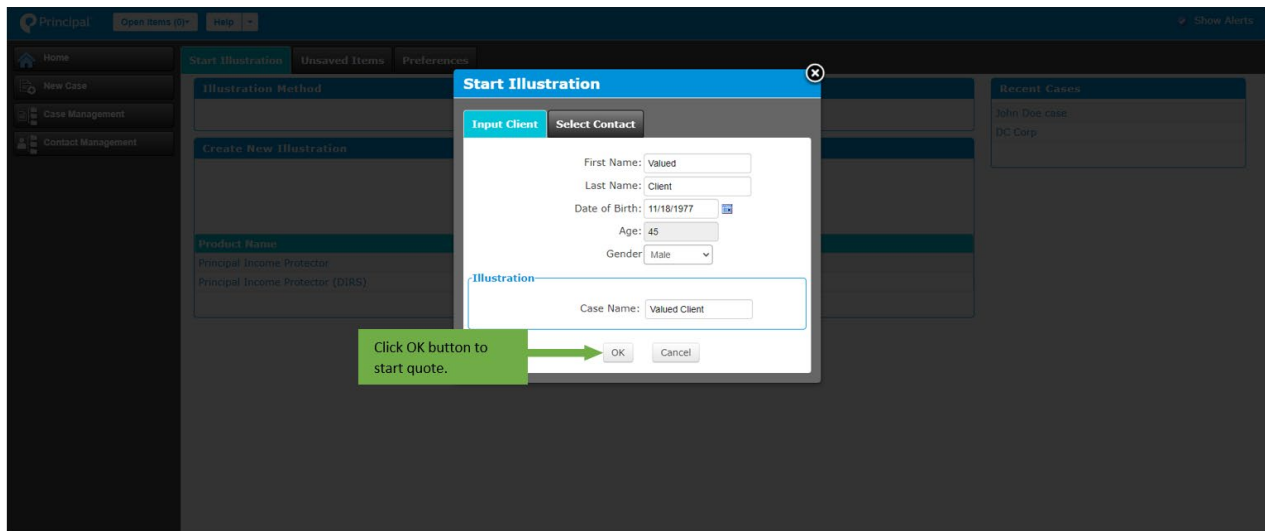 Principal
Open Items (0)
Help
Show Alerts
Home
New Case
Case Management
Contact Management
Start Illustration
Unsaved Items
Preferences
Illustration Method
Create New Illustration
Product Name
Principal Income Protector
Principal Income Protector (DIRS)
Recent Cases
John Doe case
DC Corp
Start Illustration
Input Client
Select Contact
First Name: Valued
Last Name: Client
Date of Birth: 11/18/1977
Age: 45
Gender Male
Illustration
Case Name: Valued Client
Click OK button to
start quote.
OK
Cancel